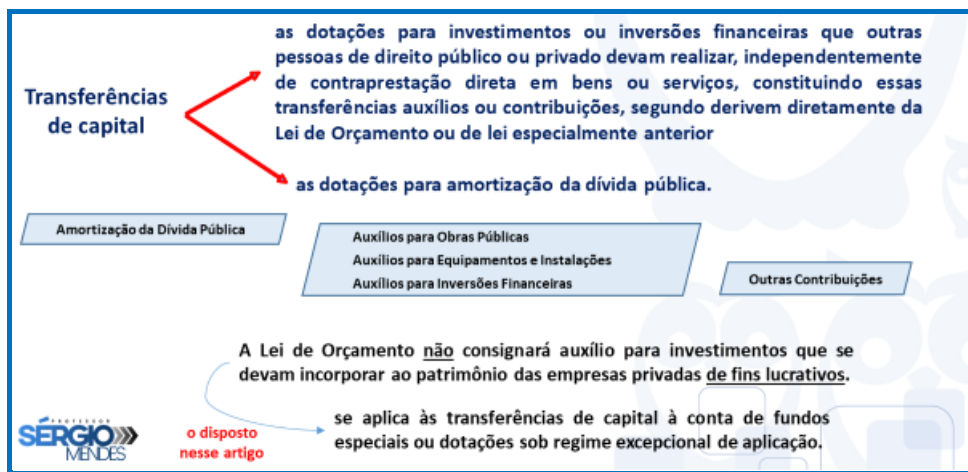 as dotações para investimentos ou inversões financeiras que outras
pessoas de direito público ou privado devam realizar, independentemente
de contraprestação direta em bens ou serviços, constituindo essas
transferências auxílios ou contribuições, segundo derivem diretamente da
Lei de Orçamento ou de lei especialmente anterior
Transferências
de capital
as dotações para amortização da dívida pública.
Amortização da Dívida Pública
Auxílios para Obras Públicas
Auxílios para Equipamentos e Instalações
Auxílios para Inversões Financeiras
Outras Contribuições
A Lei de Orçamento não consignará auxílio para investimentos que se
devam incorporar ao patrimônio das empresas privadas de fins lucrativos.
se aplica às transferências de capital à conta de fundos
especiais ou dotações sob regime excepcional de aplicação.
o disposto
nesse artigo
PROFESSOR
SÉRGIO
MENDES